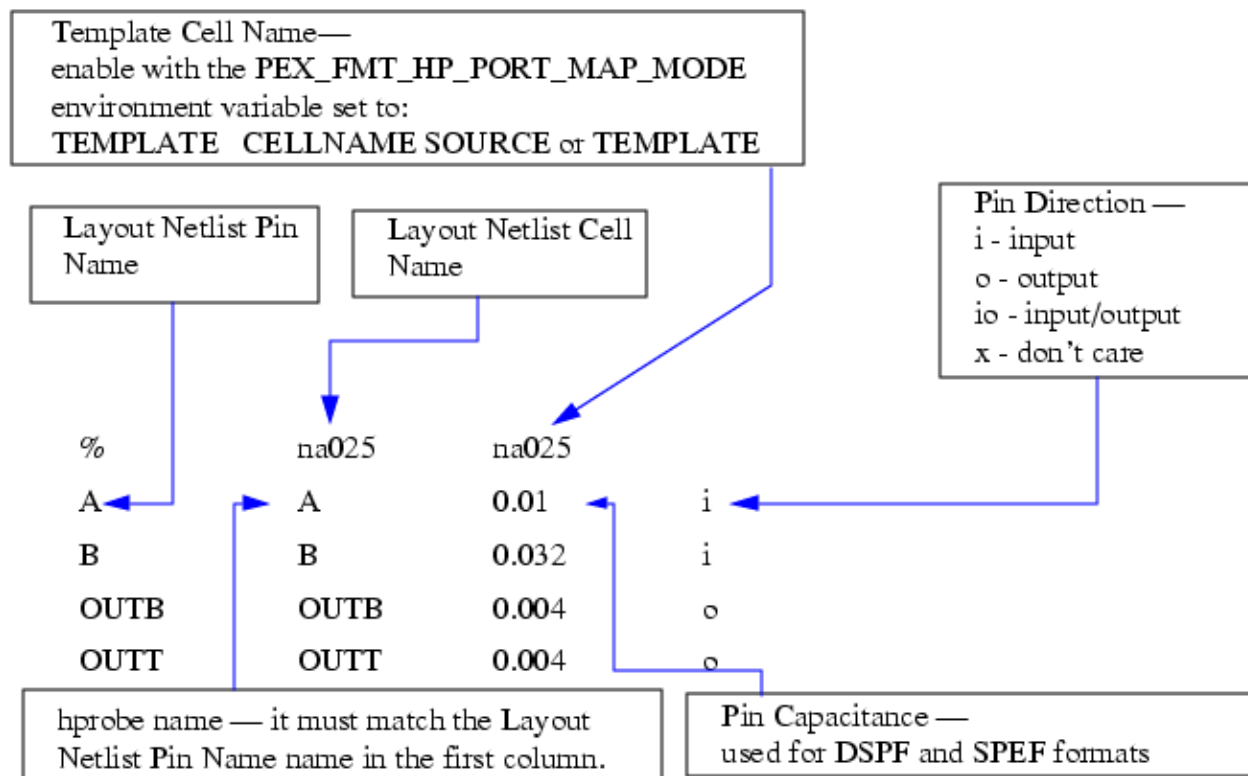 Template Cell Name—
enable with the PEX_FMT_HP_PORT_MAP_MODE
environment variable set to:
TEMPLATE CELLNAME SOURCE or TEMPLATE
Layout Netlist Pin
Name
Layout Netlist Cell
Name
Pin Direction —
i - input
o - output
io - input/output
x - don't care
% na025 na025
A A 0.01 i
B B 0.032 i
OUTB OUTB 0.004 o
OUTT OUTT 0.004 o
hprobe name — it must match the Layout
Netlist Pin Name name in the first column.
Pin Capacitance —
used for DSPF and SPEF formats